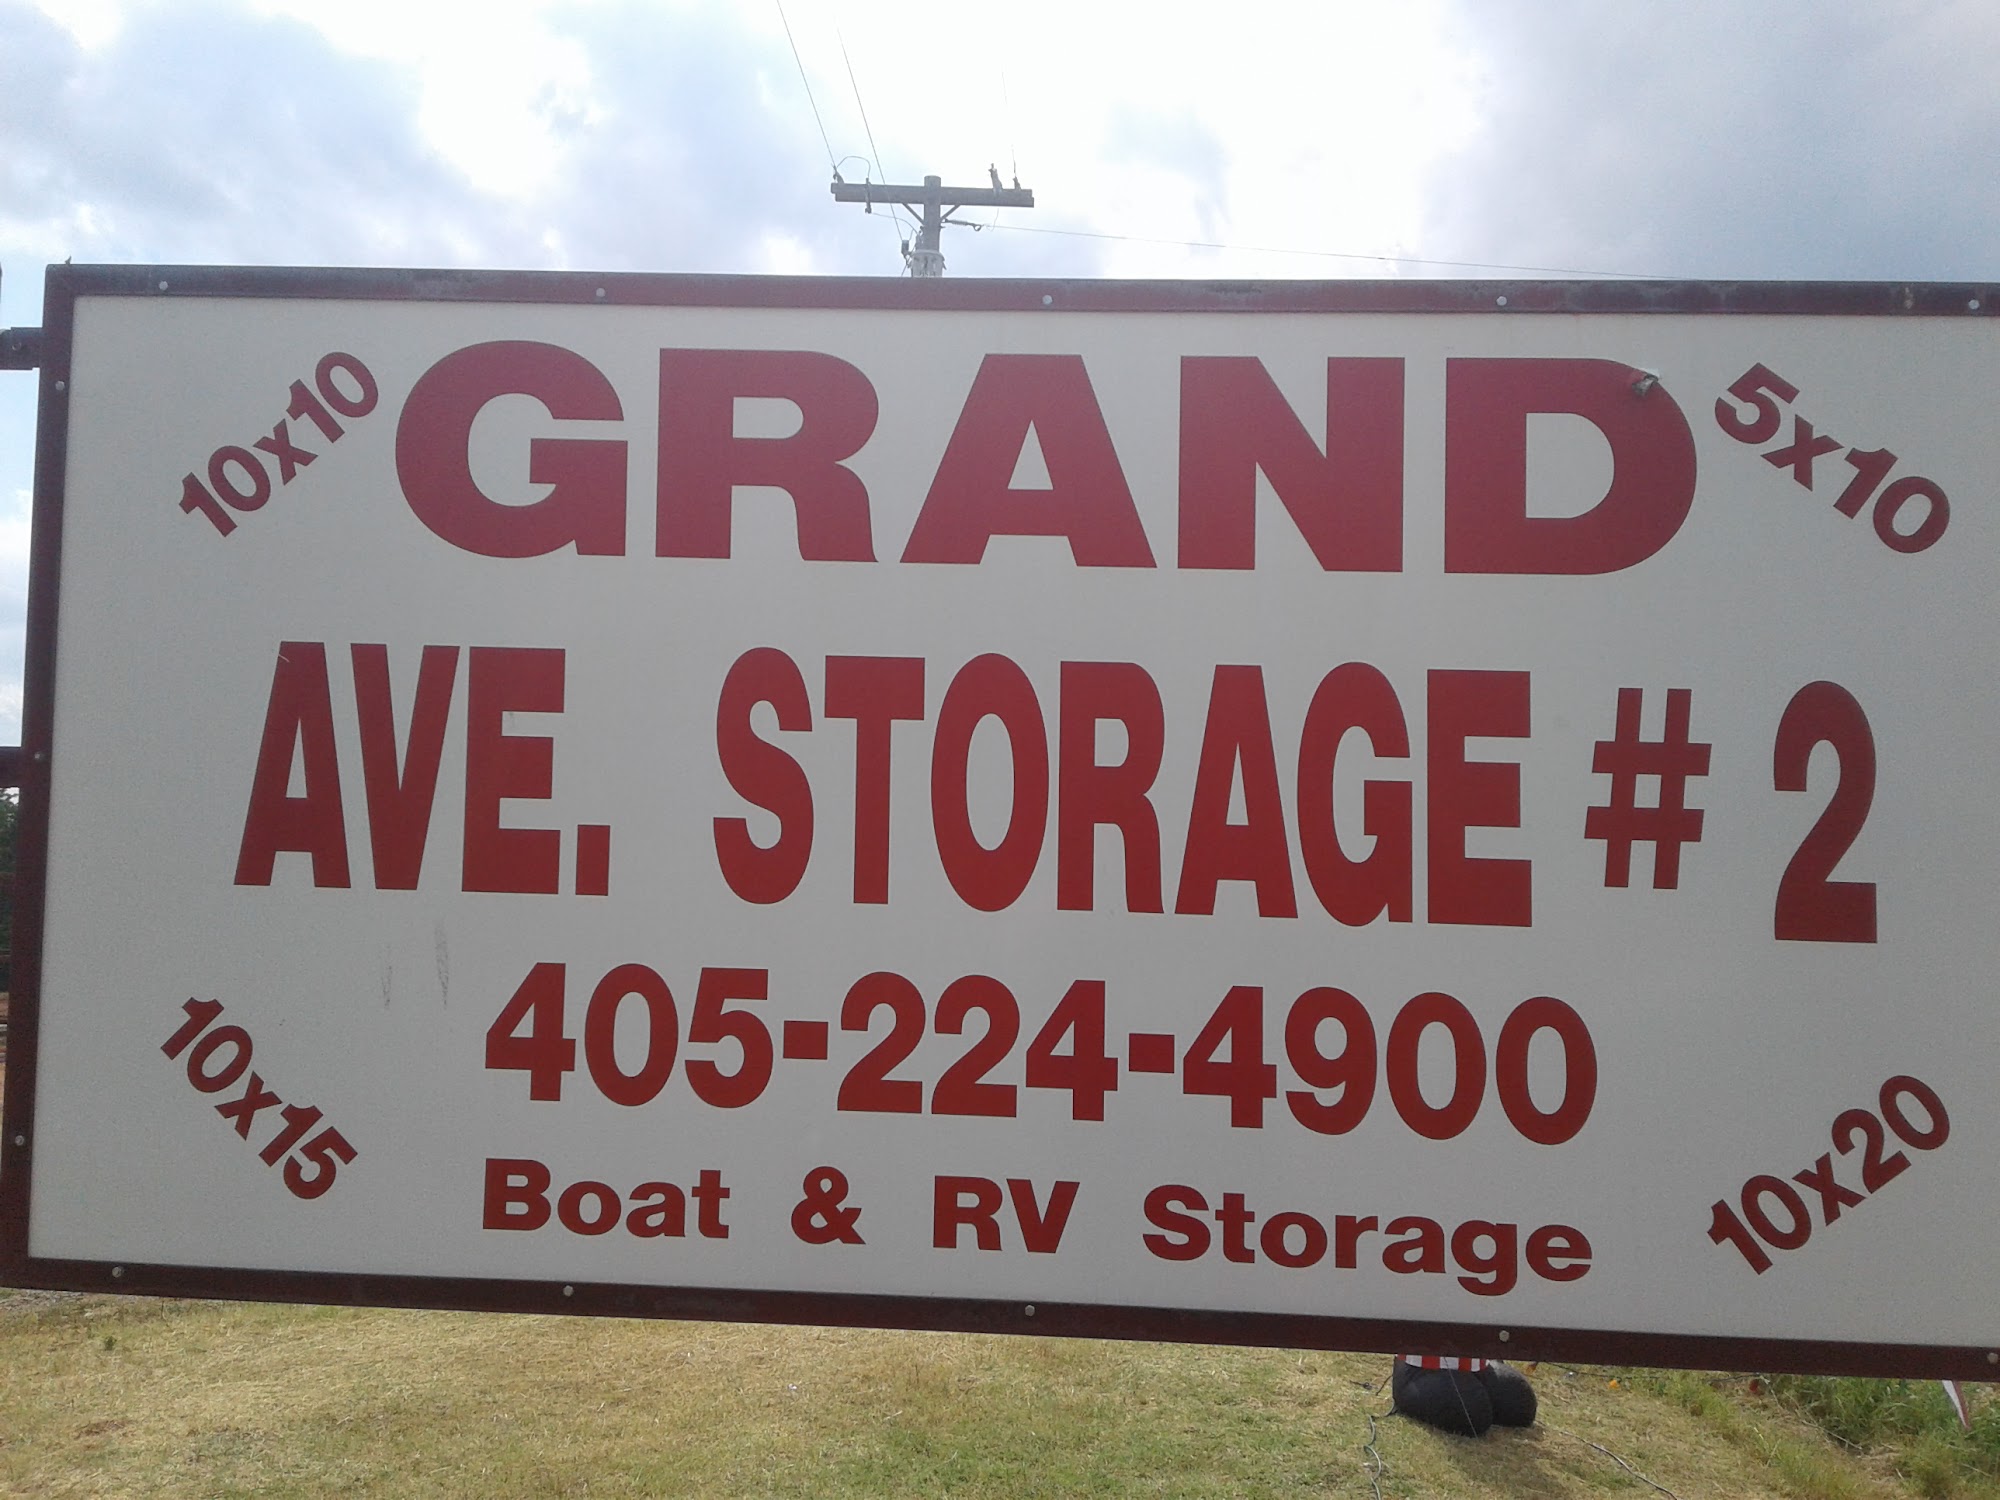 10x10
GRAND
5x10
AVE. STORAGE # 2
405-224-4900
10x15
Boat & RV Storage
10x20